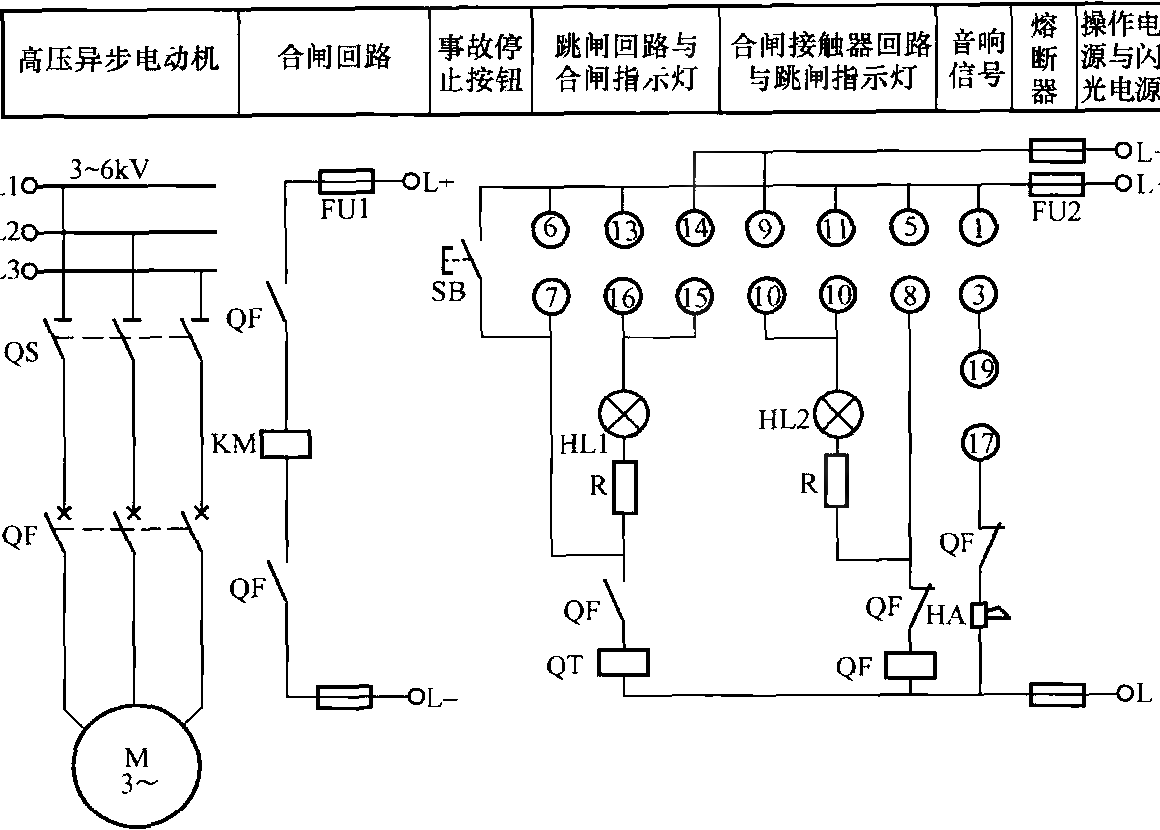 高压异步电动机
合闸回路
事故停
止按钮
跳闸回路与
合闸指示灯
合闸接触器回路
与跳闸指示灯
音响
信号
熔
断
器
操作电
源与闪
光电源
3~6kV
L1
L2
L3
QS
QF
M
3~
FU1
L+
QF
KM
QF
L−
SB
6
13
14
9
11
5
1
7
16
15
10
10
8
3
19
17
L-
L-
FU2
HL1
R
HL2
R
QF
QT
QF
QF
QF
HA
L